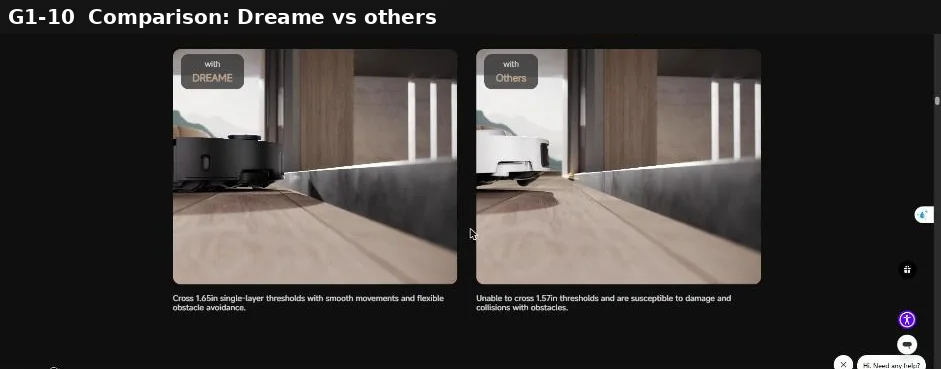 G1-10 Comparison: Dreame vs others
with
DREAME
with
Others
Cross 1.65in single-layer thresholds with smooth movements and flexible
obstacle avoidance.
Unable to cross 1.57in thresholds and are susceptible to damage and
collisions with obstacles.
Hi. Need any help?